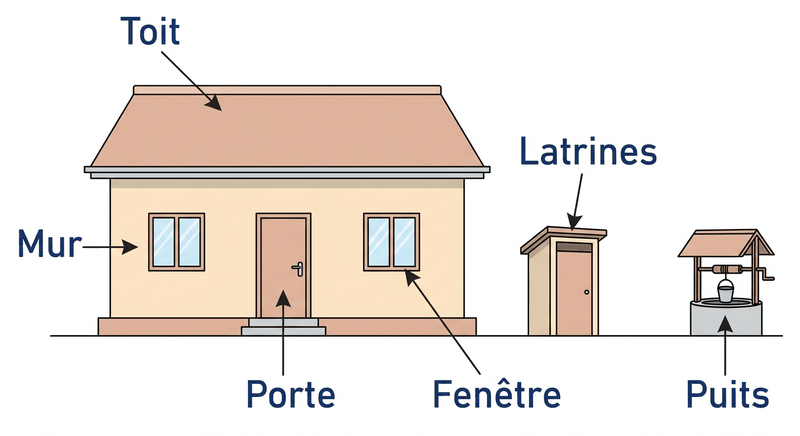 Toit
Latrines
Mur
Porte
Fenêtre
Puits